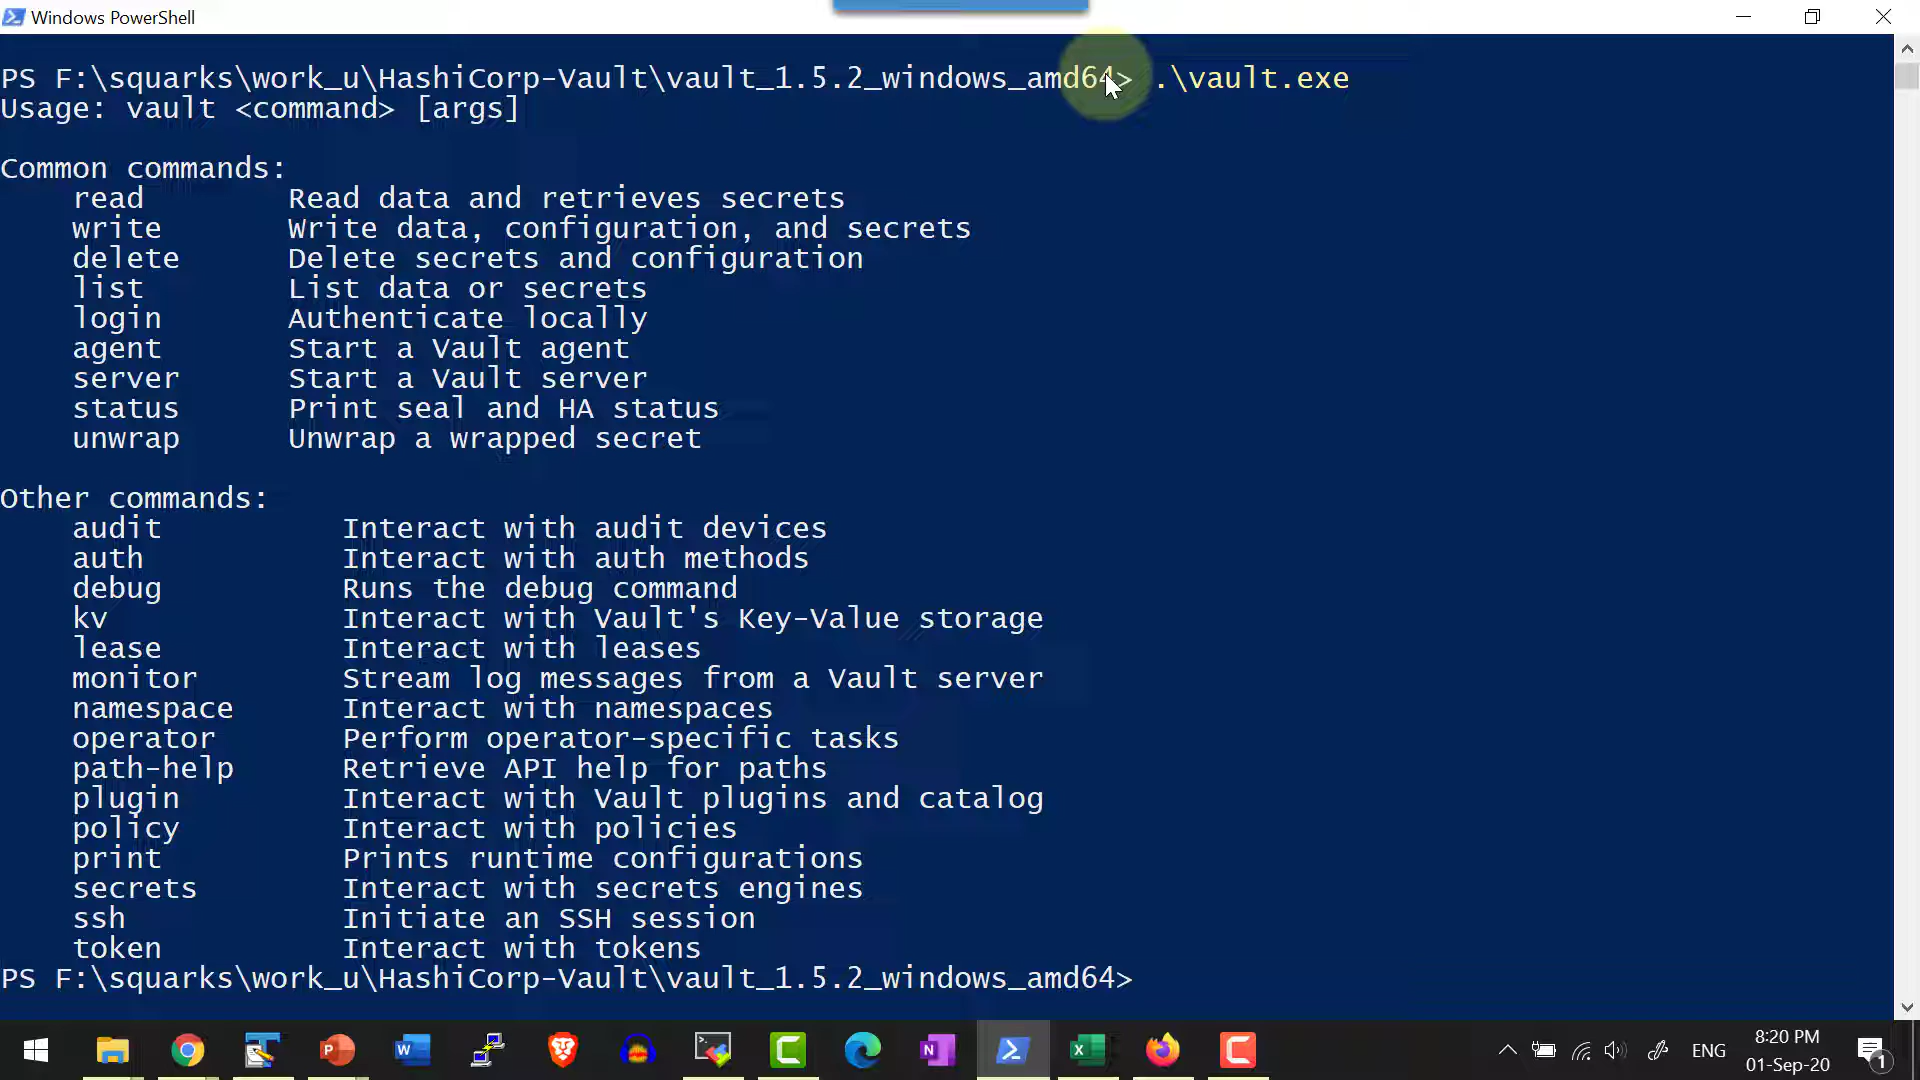 Windows PowerShell
PS F:\squarks\work_u\HashiCorp-Vault\vault_1.5.2_windows_amd64> .\vault.exe
Usage: vault <command> [args]
Common commands:
read Read data and retrieves secrets
write Write data, configuration, and secrets
delete Delete secrets and configuration
list List data or secrets
login Authenticate locally
agent Start a Vault agent
server Start a Vault server
status Print seal and HA status
unwrap Unwrap a wrapped secret
Other commands:
audit Interact with audit devices
auth Interact with auth methods
debug Runs the debug command
kv Interact with Vault's Key-Value storage
lease Interact with leases
monitor Stream log messages from a Vault server
namespace Interact with namespaces
operator Perform operator-specific tasks
path-help Retrieve API help for paths
plugin Interact with Vault plugins and catalog
policy Interact with policies
print Prints runtime configurations
secrets Interact with secrets engines
ssh Initiate an SSH session
token Interact with tokens
PS F:\squarks\work_u\HashiCorp-Vault\vault_1.5.2_windows_amd64>
ENG
8:20 PM
01-Sep-20
1